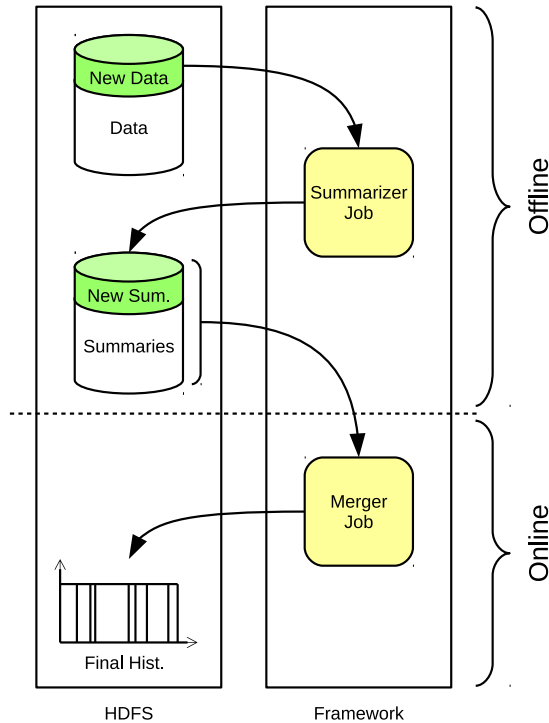 New Data
Data
Summarizer
Job
Offline
New Sum.
Summaries
Merger
Job
Online
Final Hist.
HDFS
Framework